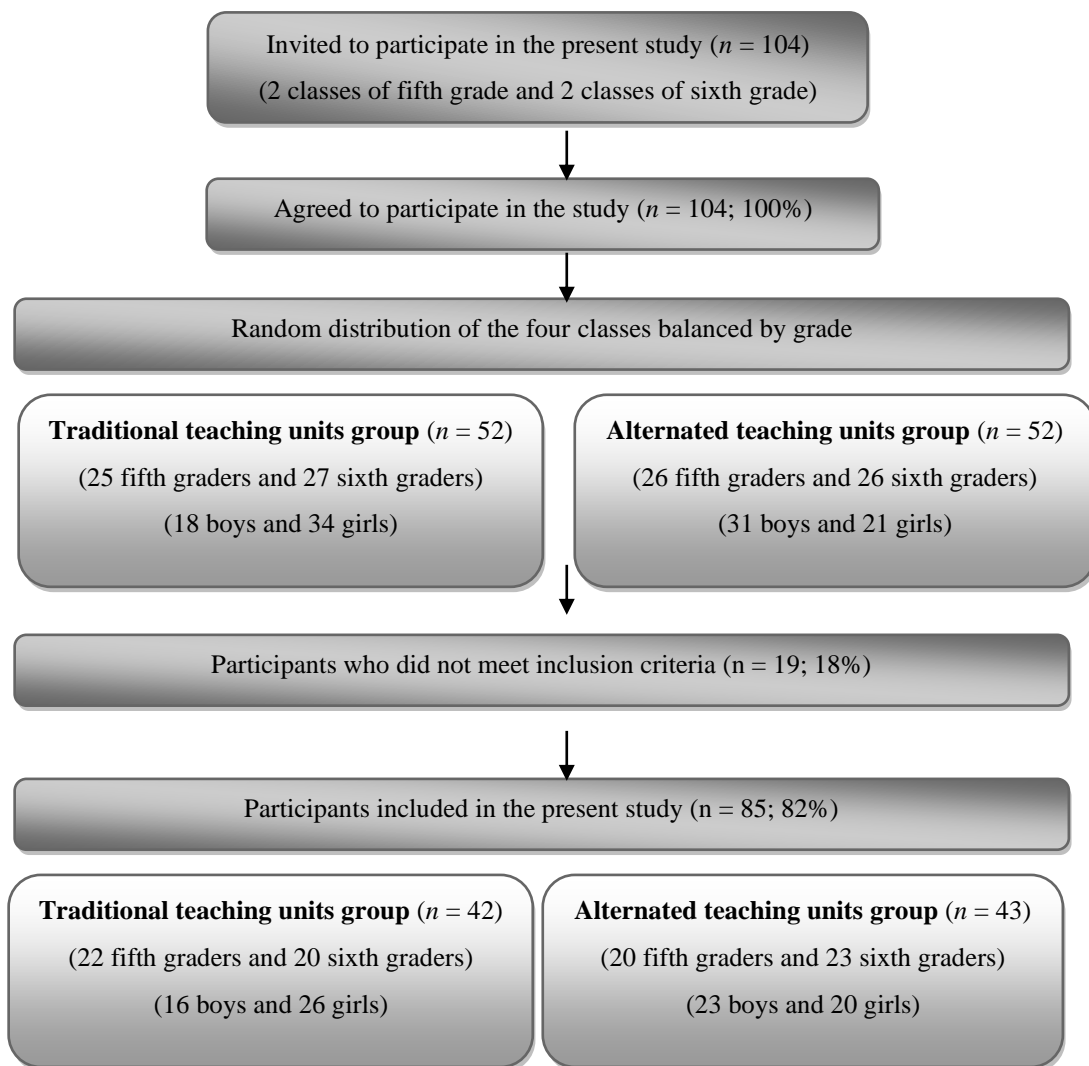 Invited to participate in the present study (n = 104)
(2 classes of fifth grade and 2 classes of sixth grade)
Agreed to participate in the study (n = 104; 100%)
Random distribution of the four classes balanced by grade
Traditional teaching units group (n = 52)
(25 fifth graders and 27 sixth graders)
(18 boys and 34 girls)
Alternated teaching units group (n = 52)
(26 fifth graders and 26 sixth graders)
(31 boys and 21 girls)
Participants who did not meet inclusion criteria (n = 19; 18%)
Participants included in the present study (n = 85; 82%)
Traditional teaching units group (n = 42)
(22 fifth graders and 20 sixth graders)
(16 boys and 26 girls)
Alternated teaching units group (n = 43)
(20 fifth graders and 23 sixth graders)
(23 boys and 20 girls)